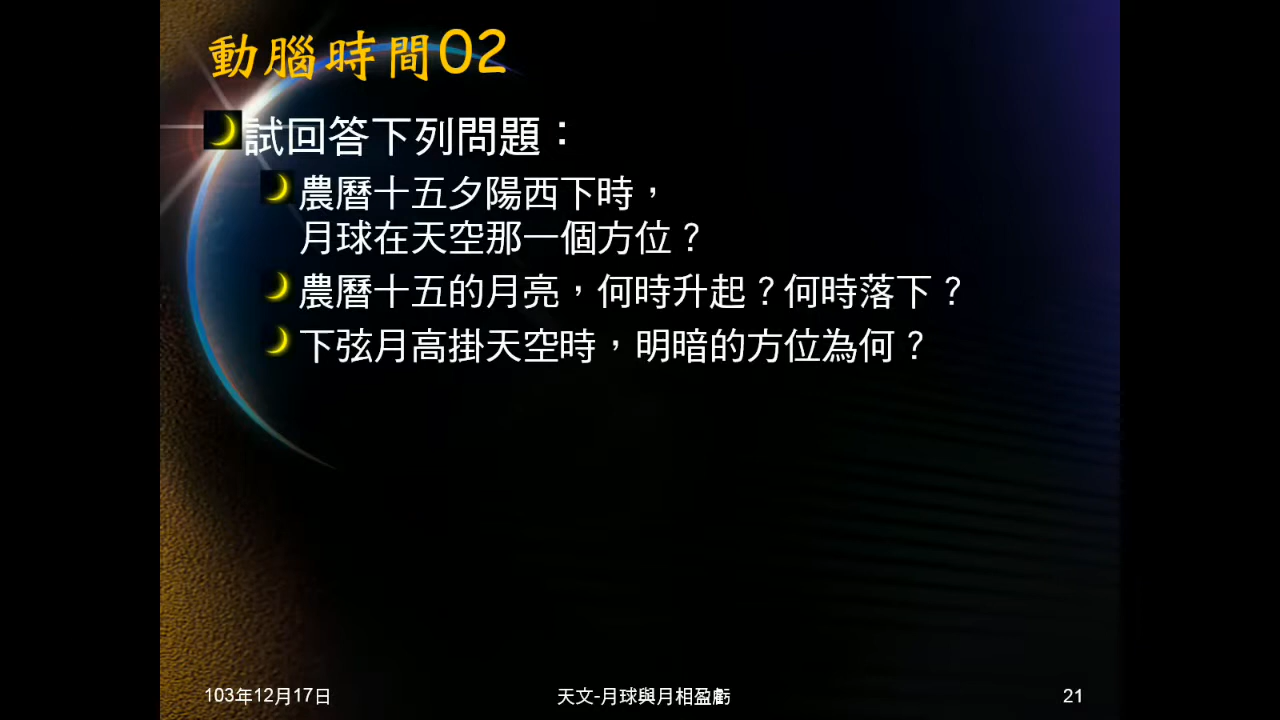 動腦時間02
試回答下列問題：
農曆十五夕陽西下時，
月球在天空那一個方位？
農曆十五的月亮，何時升起？何時落下？
下弦月高掛天空時，明暗的方位為何？
103年12月17日
天文-月球與月相盈虧
21